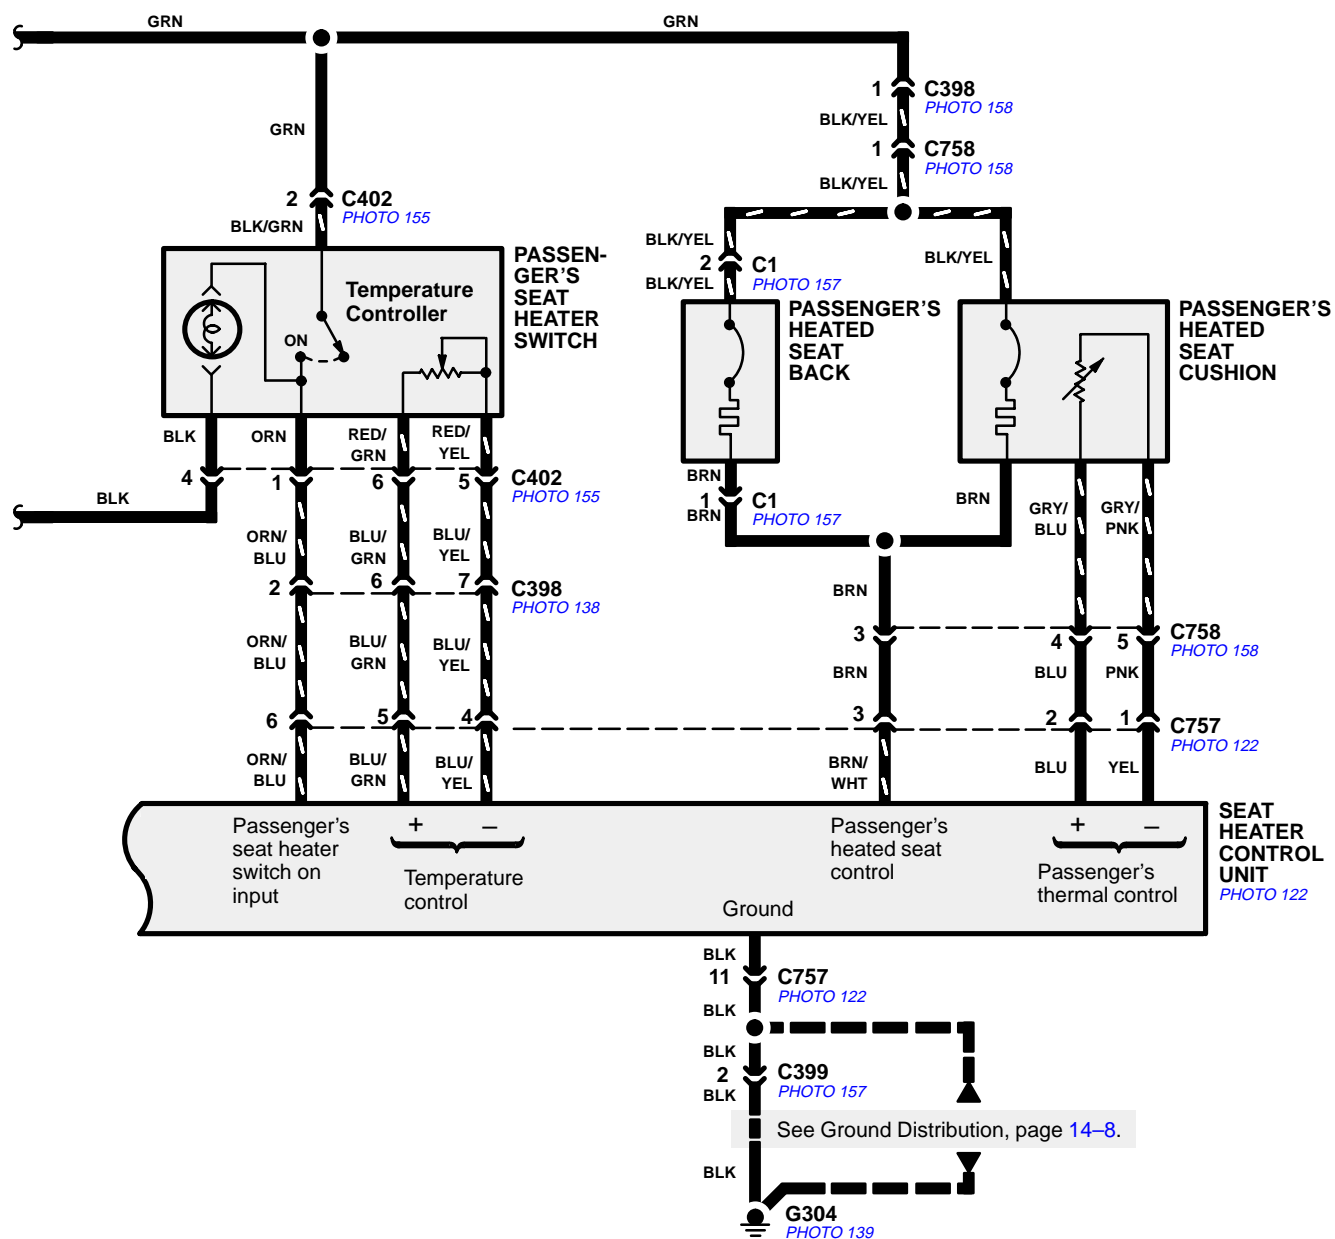 GRN
GRN
1
C398
PHOTO 158
BLK/YEL
GRN
1
C758
PHOTO 158
BLK/YEL
2
C402
PHOTO 155
BLK/GRN
PASSEN-
GER'S
SEAT
HEATER
SWITCH
Temperature
Controller
ON
BLK/YEL
2
C1
PHOTO 157
BLK/YEL
BLK/YEL
PASSENGER'S
HEATED
SEAT
BACK
PASSENGER'S
HEATED
SEAT
CUSHION
BLK
ORN
RED/
GRN
RED/
YEL
4
1
6
5
C402
PHOTO 155
BLK
BRN
1
C1
PHOTO 157
BRN
BRN
GRY/
BLU
GRY/
PNK
ORN/
BLU
BLU/
GRN
BLU/
YEL
2
6
7
C398
PHOTO 138
BRN
3
4
5
C758
PHOTO 158
ORN/
BLU
BLU/
GRN
BLU/
YEL
BRN
BLU
PNK
6
5
4
3
2
1
C757
PHOTO 122
ORN/
BLU
BLU/
GRN
BLU/
YEL
BRN/
WHT
BLU
YEL
Passenger's
seat heater
switch on
input
+
–
Temperature
control
Passenger's
heated seat
control
+
–
Passenger's
thermal control
SEAT
HEATER
CONTROL
UNIT
PHOTO 122
Ground
BLK
11
C757
PHOTO 122
BLK
BLK
2
C399
PHOTO 157
BLK
See Ground Distribution, page 14–8.
BLK
G304
PHOTO 139